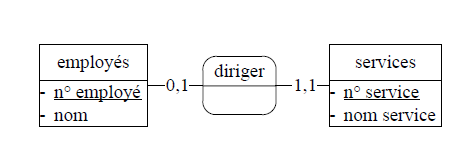 employés
- n° employé
- nom
0,1
diriger
1,1
services
- n° service
- nom service